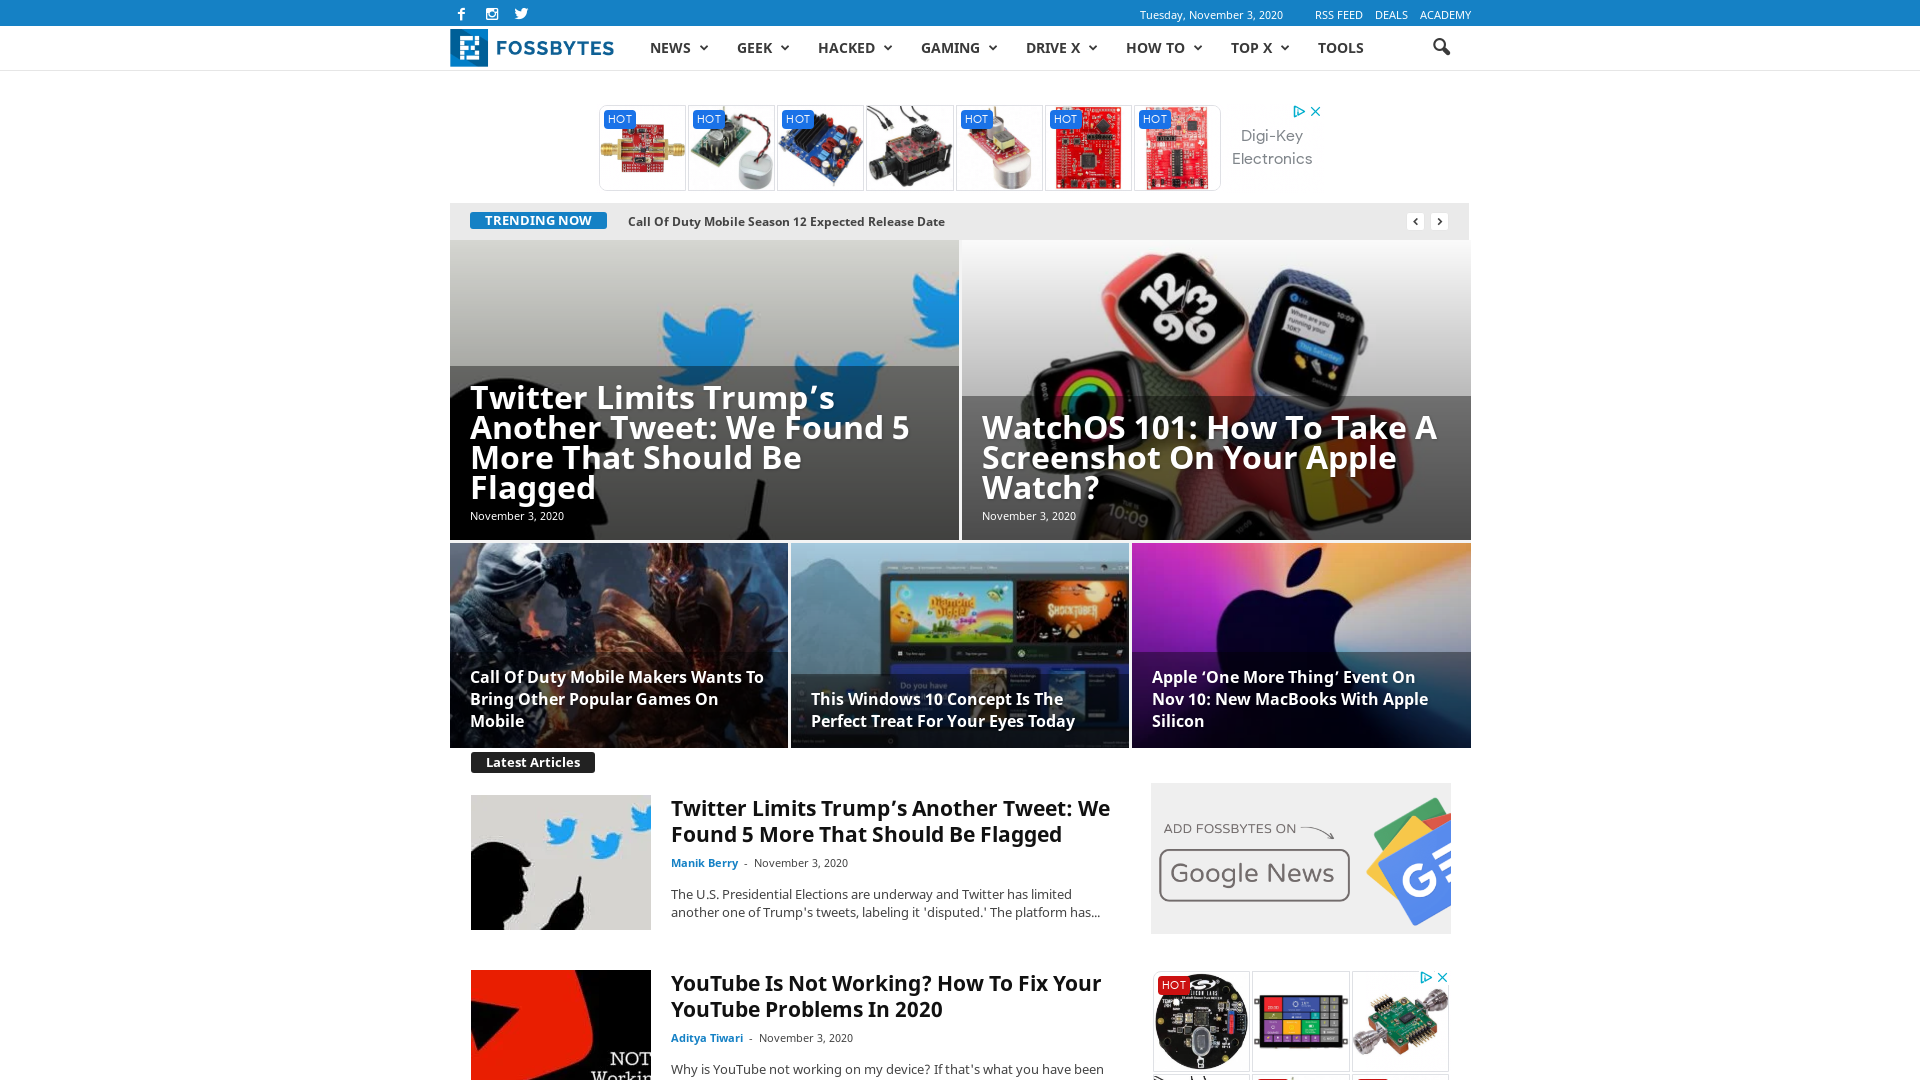 Tuesday, November 3, 2020
RSS FEED
DEALS
ACADEMY
FOSSBYTES
NEWS
GEEK
HACKED
GAMING
DRIVE X
HOW TO
TOP X
TOOLS
HOT
HOT
HOT
HOT
HOT
HOT
Digi-Key
Electronics
TRENDING NOW
Call Of Duty Mobile Season 12 Expected Release Date
Twitter Limits Trump’s
Another Tweet: We Found 5
More That Should Be
Flagged
November 3, 2020
WatchOS 101: How To Take A
Screenshot On Your Apple
Watch?
November 3, 2020
Call Of Duty Mobile Makers Wants To
Bring Other Popular Games On
Mobile
This Windows 10 Concept Is The
Perfect Treat For Your Eyes Today
Apple ‘One More Thing’ Event On
Nov 10: New MacBooks With Apple
Silicon
Latest Articles
Twitter Limits Trump’s Another Tweet: We
Found 5 More That Should Be Flagged
Manik Berry - November 3, 2020
The U.S. Presidential Elections are underway and Twitter has limited
another one of Trump's tweets, labeling it 'disputed.' The platform has...
ADD FOSSBYTES ON
Google News
YouTube Is Not Working? How To Fix Your
YouTube Problems In 2020
Aditya Tiwari - November 3, 2020
Why is YouTube not working on my device? If that's what you have been
NOT
Working
HOT